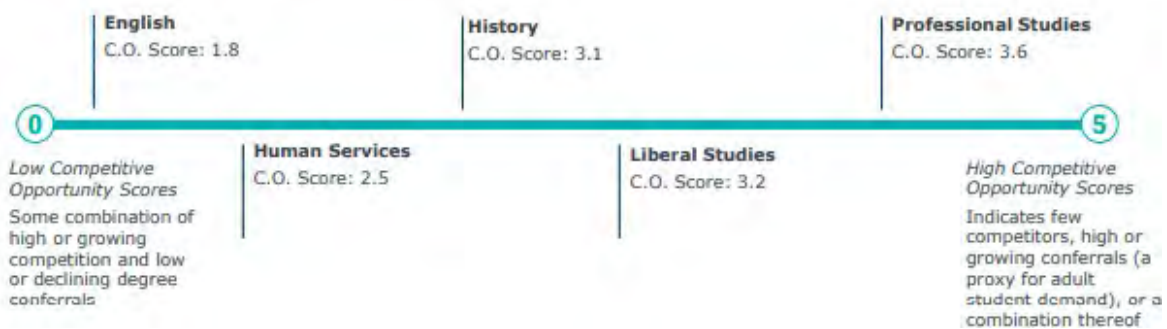 English
C.O. Score: 1.8
History
C.O. Score: 3.1
Professional Studies
C.O. Score: 3.6
0
5
Human Services
C.O. Score: 2.5
Liberal Studies
C.O. Score: 3.2
Low Competitive
Opportunity Scores
Some combination of
high or growing
competition and low
or declining degree
conferrals
High Competitive
Opportunity Scores
Indicates few
competitors, high or
growing conferrals (a
proxy for adult
student demand), or a
combination thereof